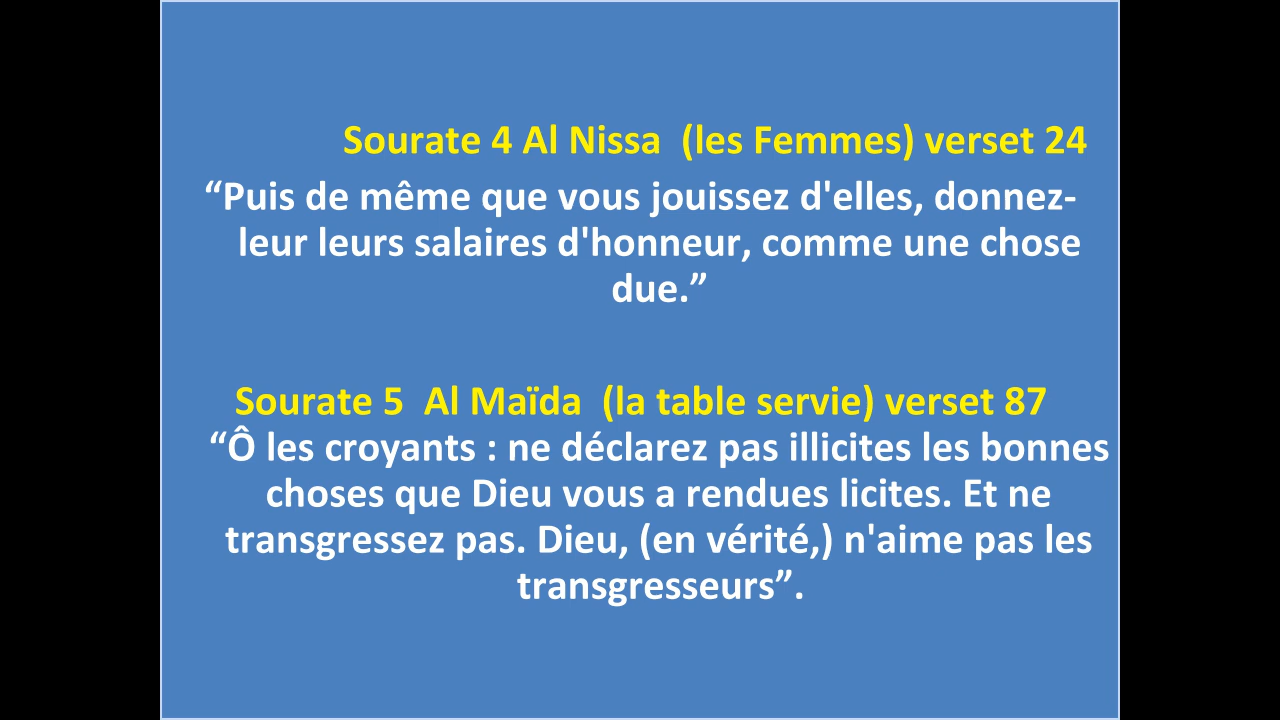 Sourate 4 Al Nissa  (les Femmes) verset 24
“Puis de même que vous jouissez d'elles, donnez-
leur leurs salaires d'honneur, comme une chose
due.”
Sourate 5  Al Maïda  (la table servie) verset 87
“Ô les croyants : ne déclarez pas illicites les bonnes
choses que Dieu vous a rendues licites. Et ne
transgressez pas. Dieu, (en vérité,) n'aime pas les
transgresseurs”.